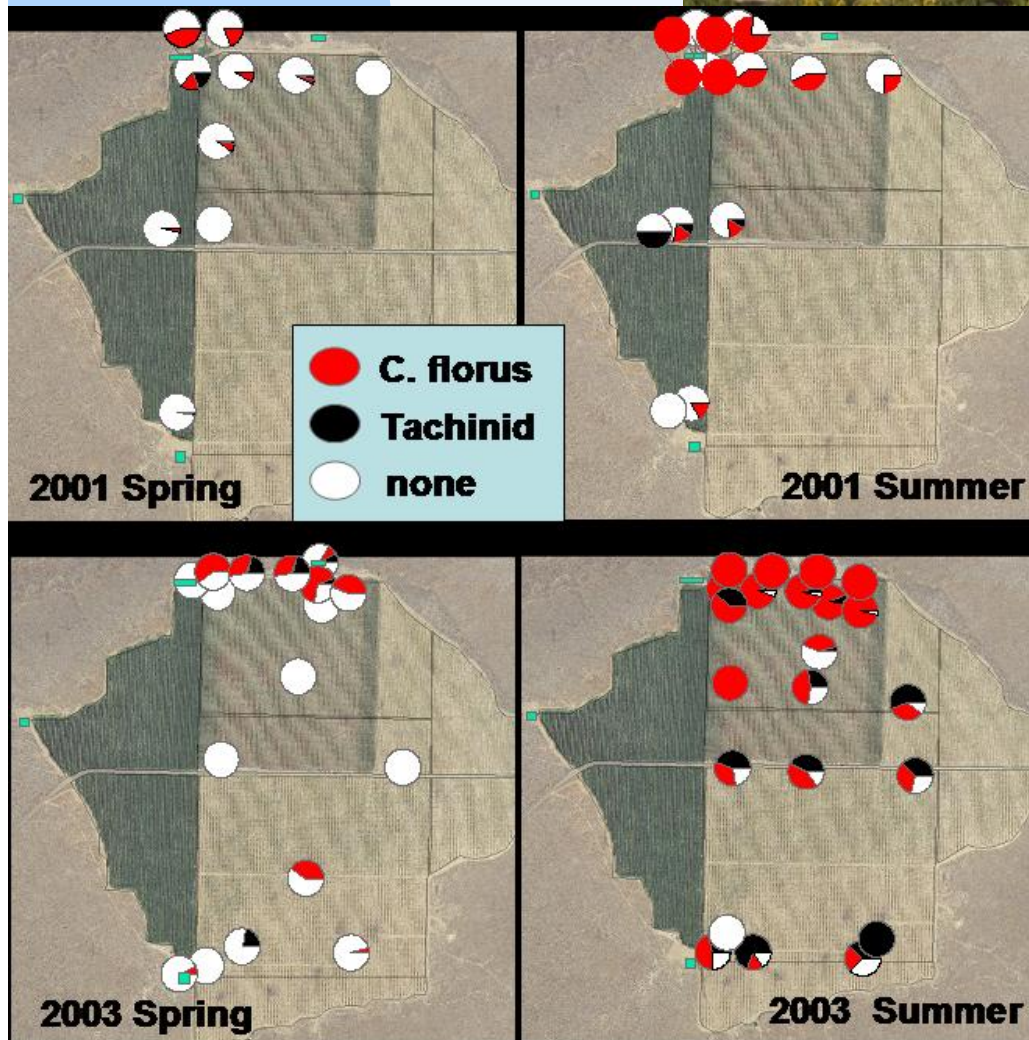 C. florus
Tachinid
none
2001 Spring
2001 Summer
2003 Spring
2003 Summer